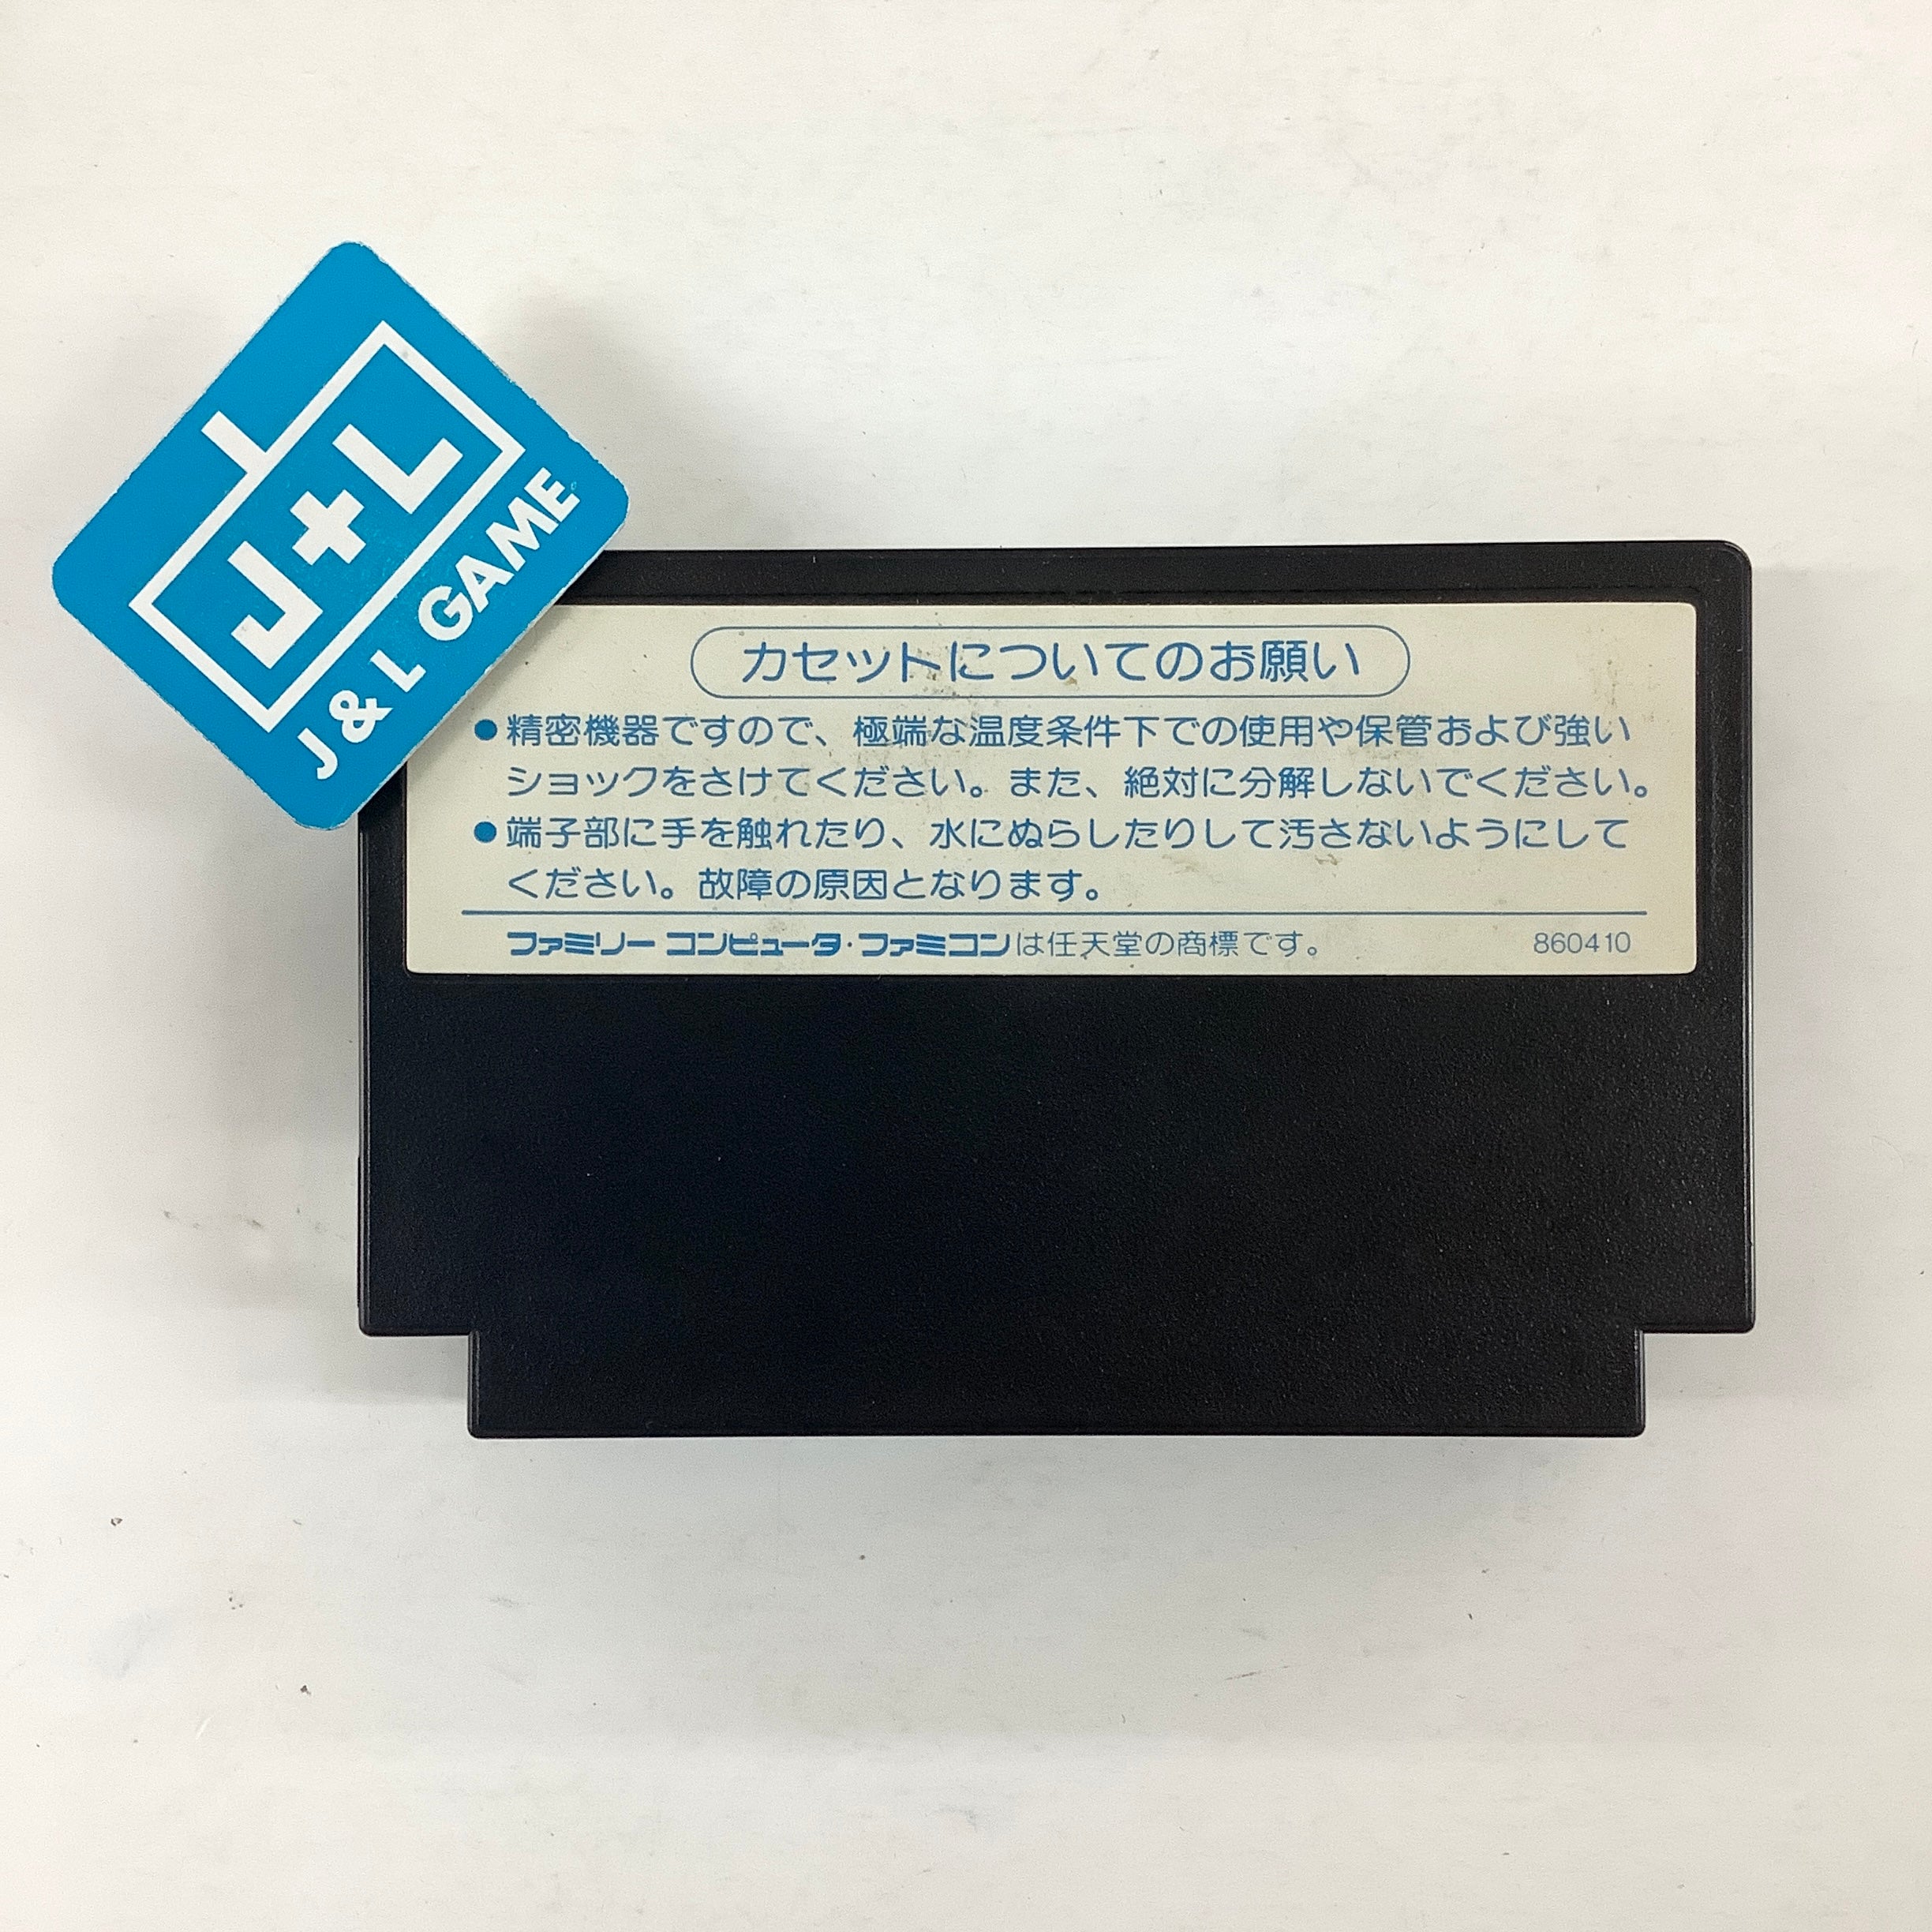 J+L
J & L GAME
カセットについてのお願い
●精密機器ですので、極端な温度条件下での使用や保管および強い
ショックをさけてください。また、絶対に分解しないでください。
●端子部に手を触れたり、水にぬらしたりして汚さないようにして
ください。故障の原因となります。
ファミリー コンピュータ・ファミコンは任天堂の商標です。 860410